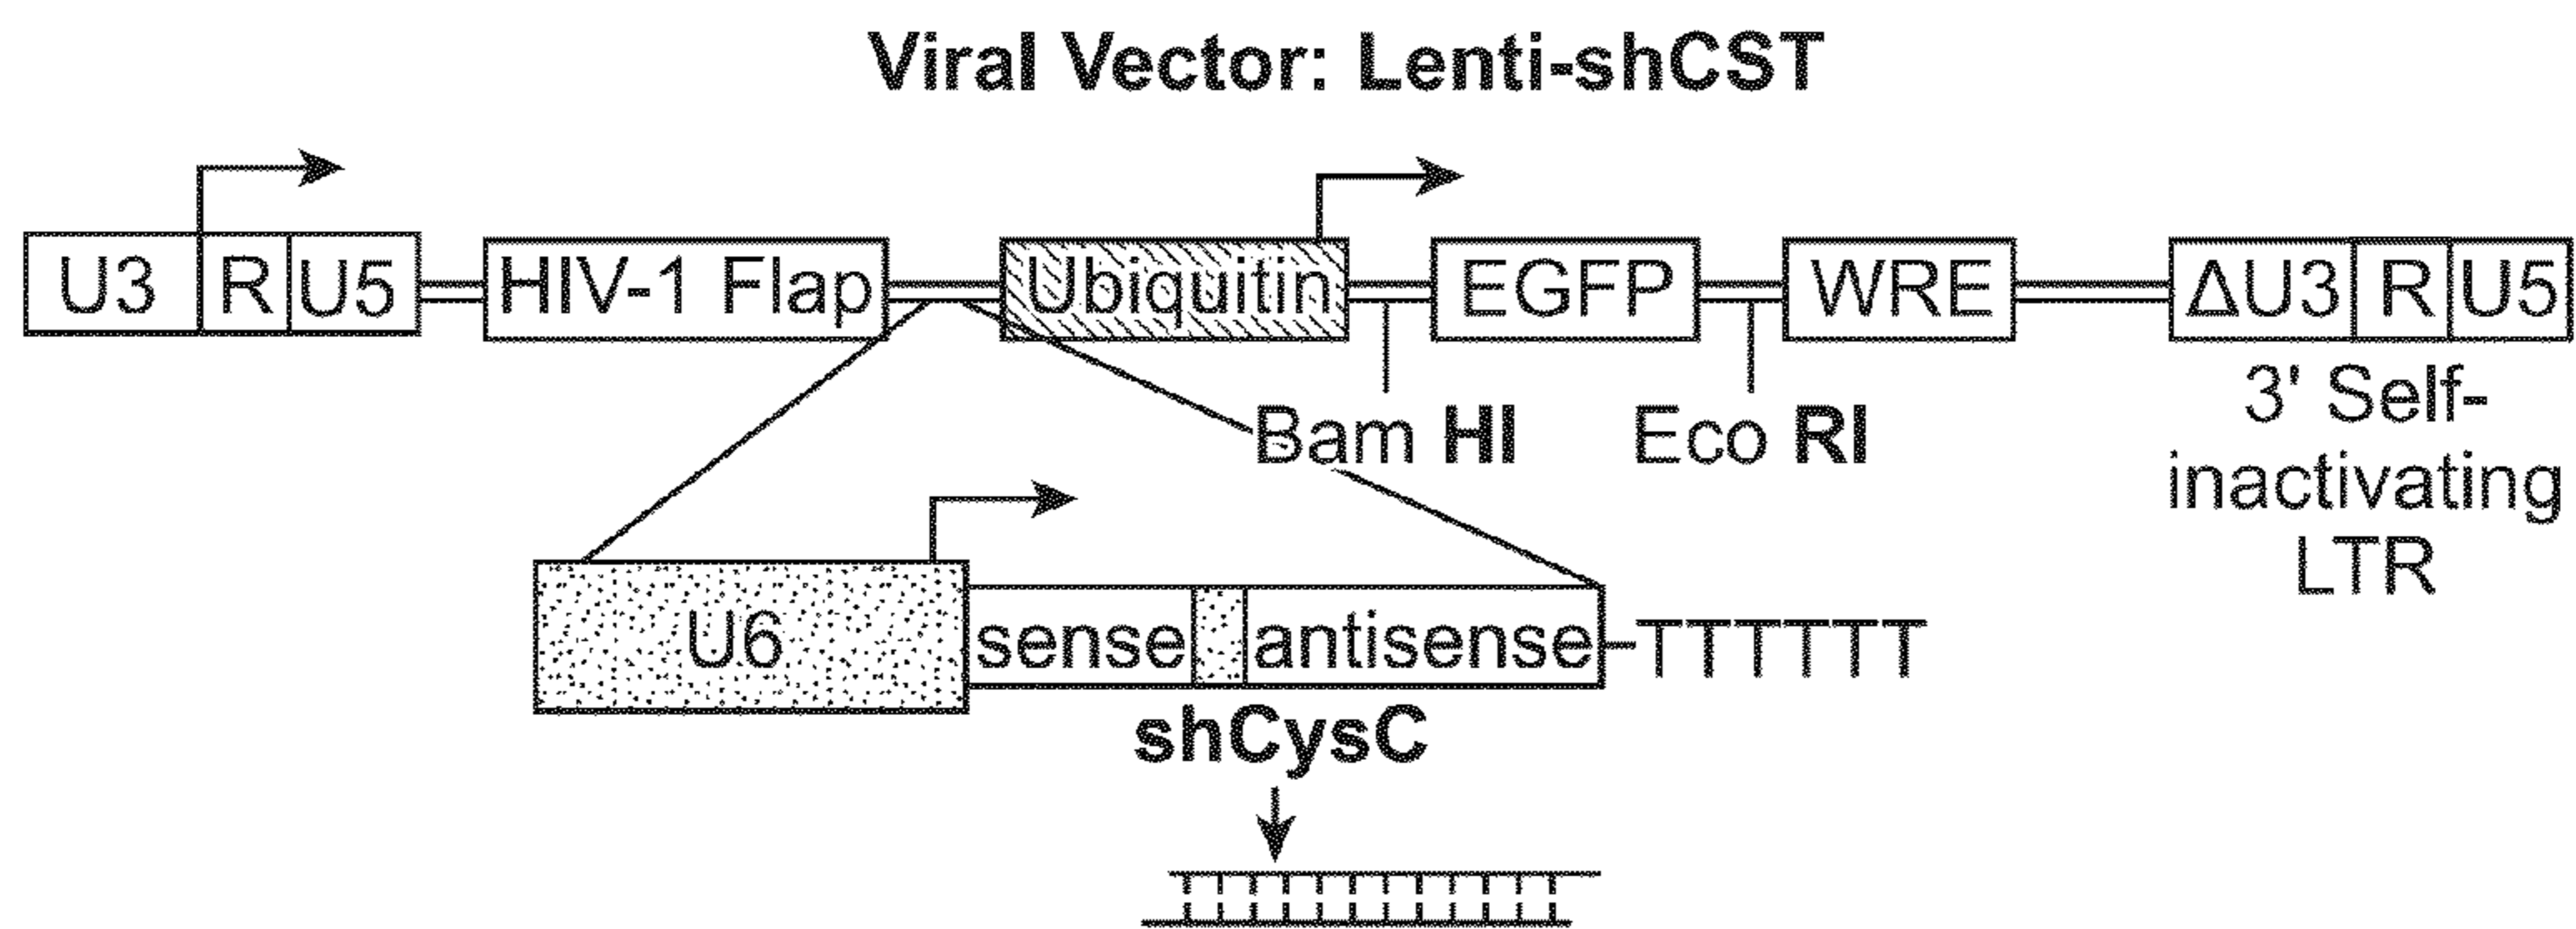 Viral Vector: Lenti-shCST
U3 R U5 HIV-1 Flap Ubiquitin EGFP WRE ΔU3 R U5
Bam HI Eco RI
3' Self-
inactivating
LTR
U6 sense antisense TTTTTT
shCysC